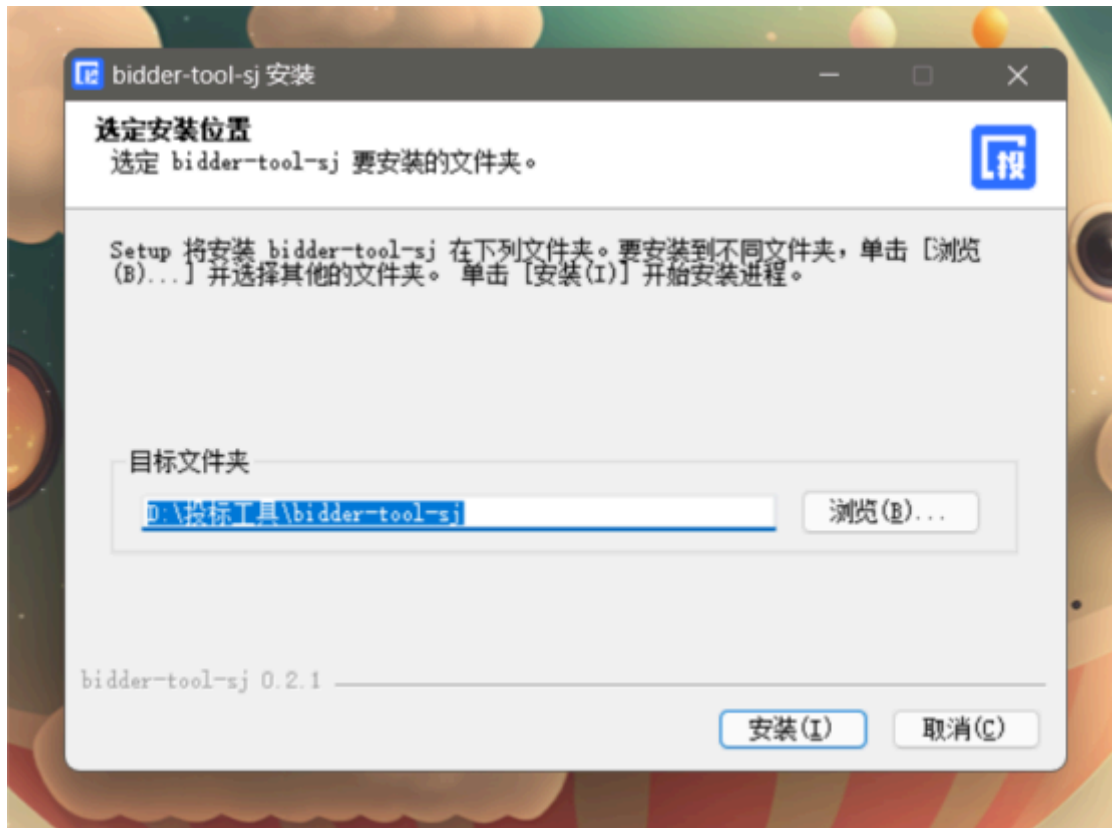 bidder-tool-sj 安装
选定安装位置
选定 bidder-tool-sj 要安装的文件夹。
投
Setup 将安装 bidder-tool-sj 在下列文件夹。要安装到不同文件夹，单击 [浏览
(B)...] 并选择其他的文件夹。 单击 [安装(I)] 开始安装进程。
目标文件夹
D:\投标工具\bidder-tool-sj
浏览(B)...
bidder-tool-sj 0.2.1
安装(I)
取消(C)